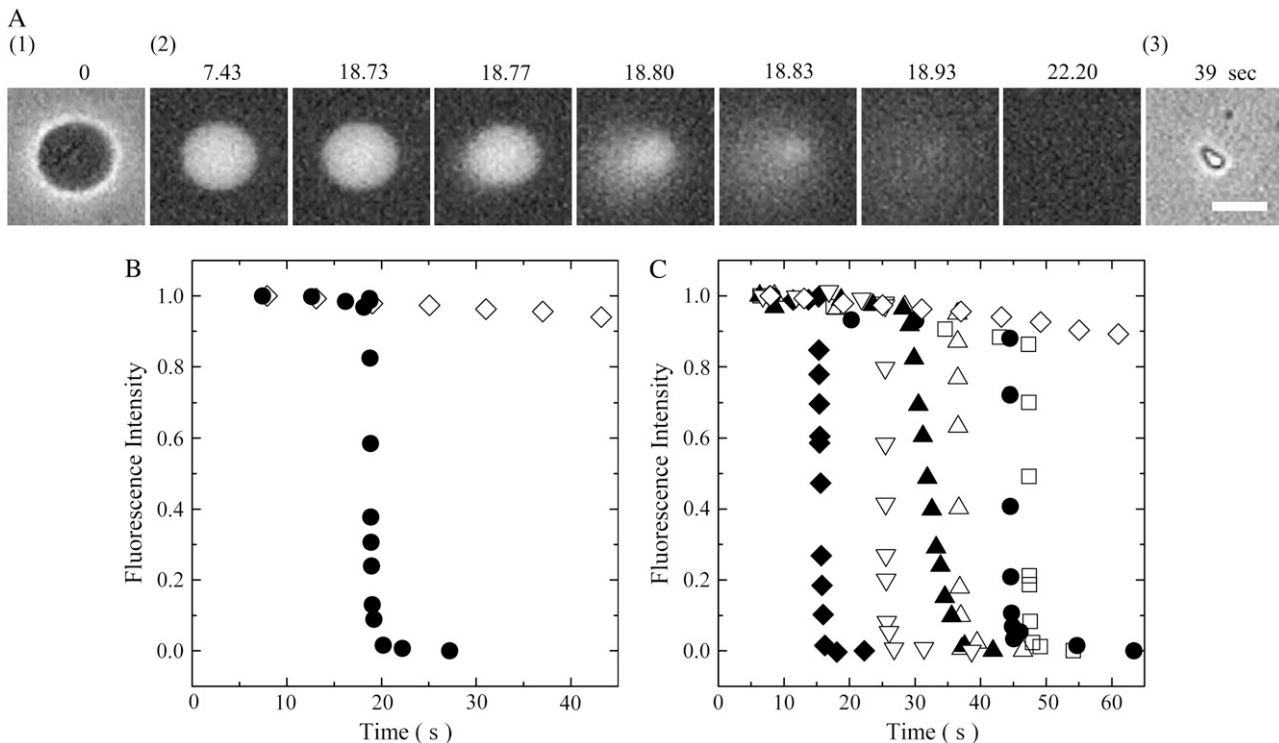 A
(1) (2) (3)
0 7.43 18.73 18.77 18.80 18.83 18.93 22.20 39 sec
B
Fluorescence Intensity
1.0
0.8
0.6
0.4
0.2
0.0
0 10 20 30 40
Time ( s )
C
Fluorescence Intensity
1.0
0.8
0.6
0.4
0.2
0.0
0 10 20 30 40 50 60
Time ( s )